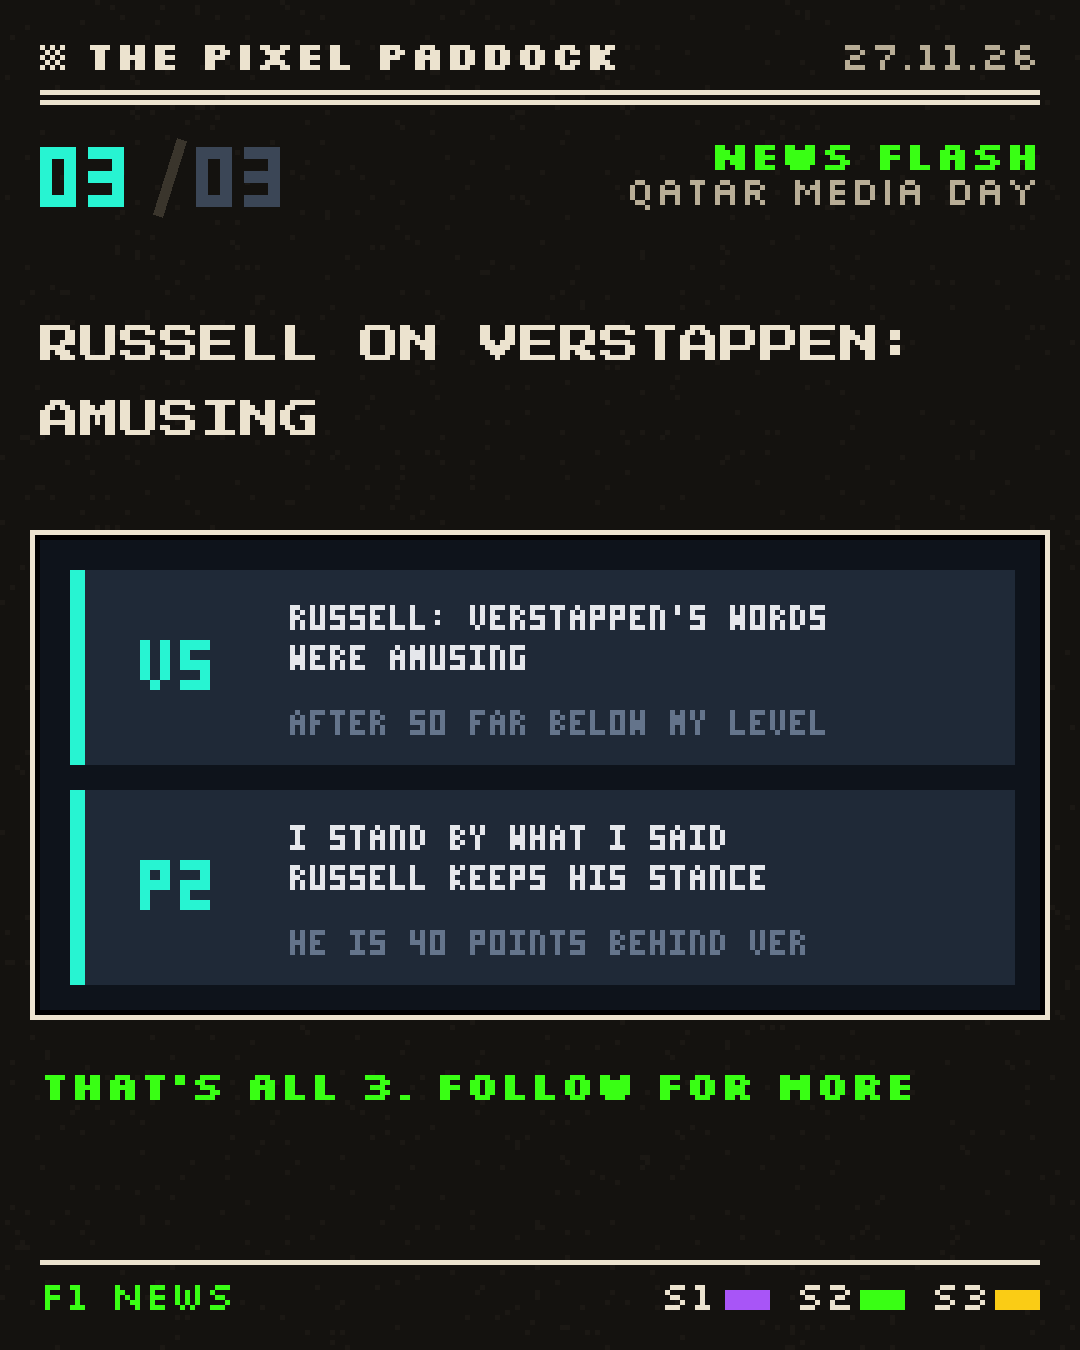 THE PIXEL PADDOCK
27.11.26
03/03
NEWS FLASH
QATAR MEDIA DAY
RUSSELL ON VERSTAPPEN:
AMUSING
VS
RUSSELL: VERSTAPPEN'S WORDS
WERE AMUSING
AFTER SO FAR BELOW MY LEVEL
P2
I STAND BY WHAT I SAID
RUSSELL KEEPS HIS STANCE
HE IS 40 POINTS BEHIND VER
THAT'S ALL 3. FOLLOW FOR MORE
F1 NEWS
S1 S2 S3